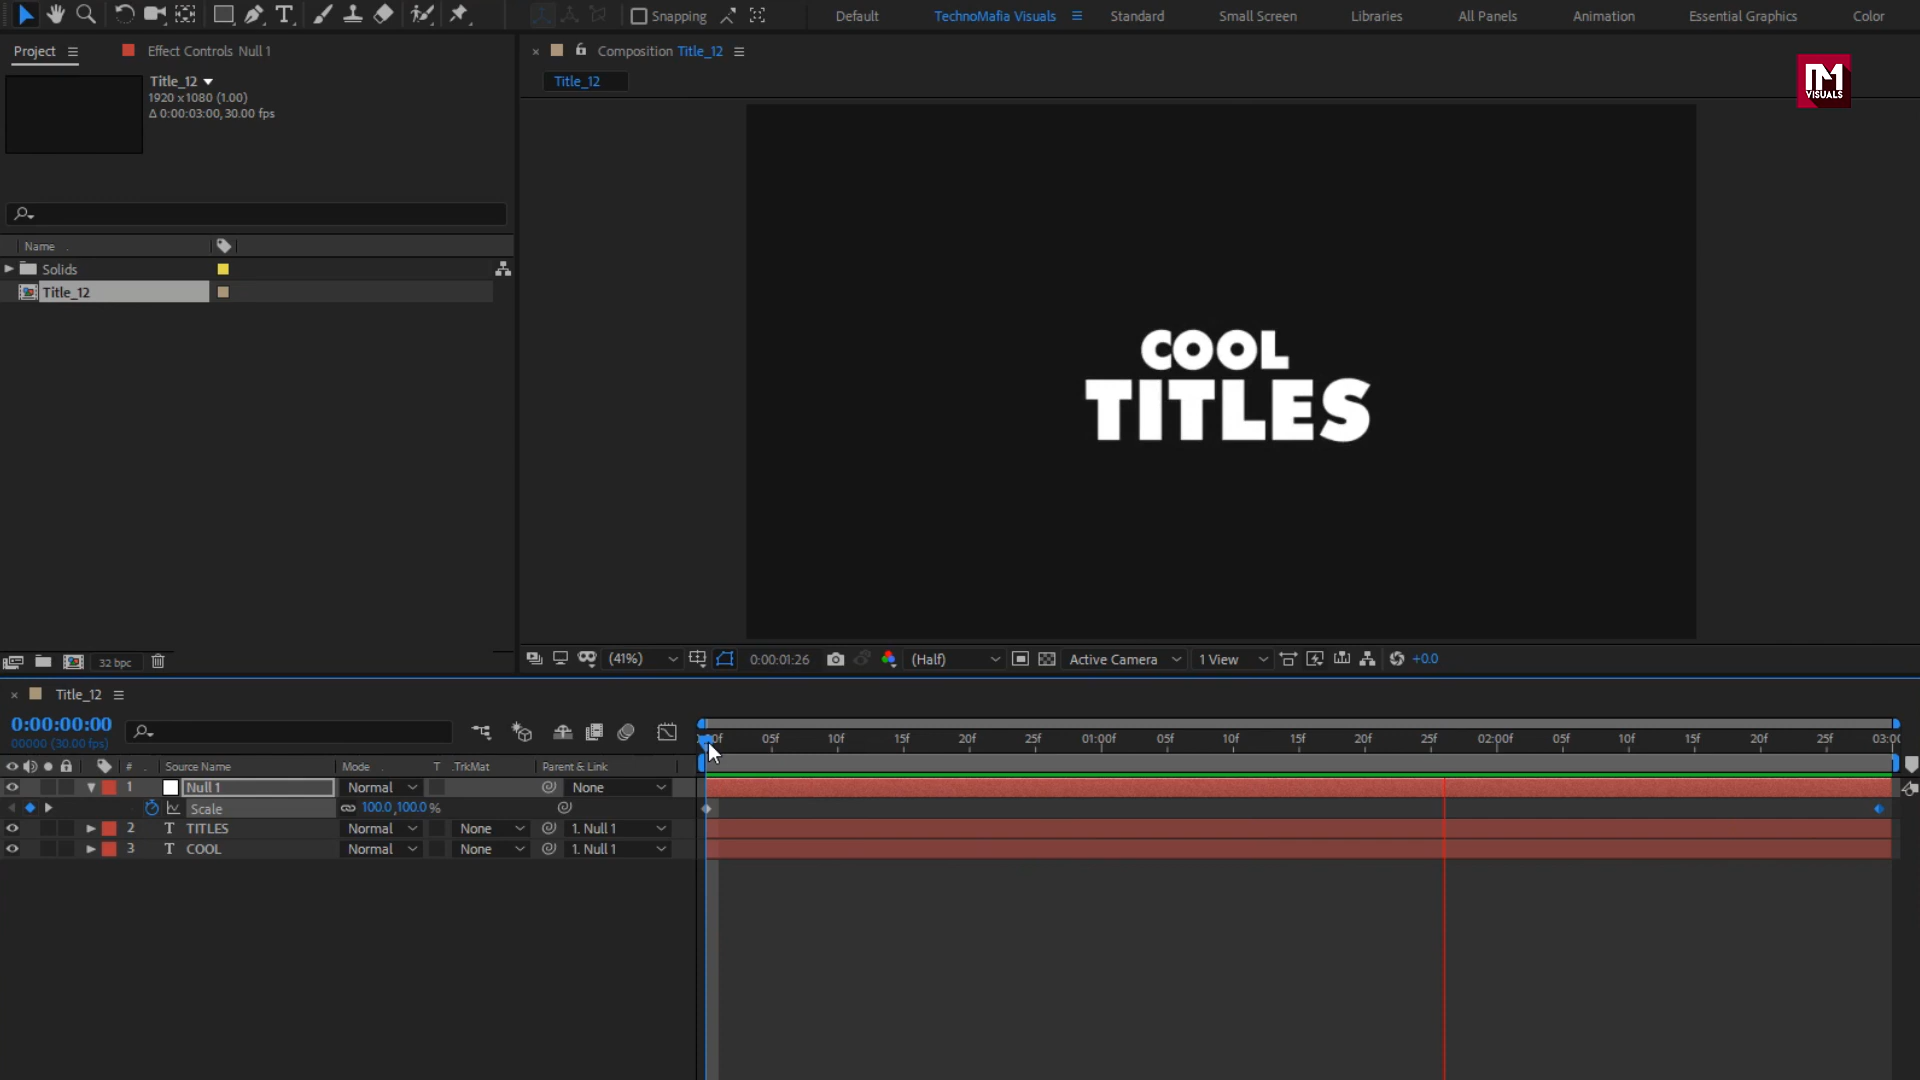 Snapping
Default
TechnoMafia Visuals
Standard
Small Screen
Libraries
All Panels
Animation
Essential Graphics
Color
Project
Effect Controls Null 1
Composition Title_12
Title_12
Title_12
1920 x1080 (1.00)
Δ 0:00:03:00, 30.00 fps
VISUALS
Name
Solids
Title_12
COOL
TITLES
32 bpc
(41%)
0:00:01:26
(Half)
Active Camera
1 View
+0.0
Title_12
0:00:00:00
00000 (30.00 fps)
05f 10f 15f 20f 25f 01:00f 05f 10f 15f 20f 25f 02:00f 05f 10f 15f 20f 25f 03:00
# Source Name Mode T .TrkMat Parent & Link
1 Null 1 Normal None
Scale 100.0,100.0 %
2 T TITLES Normal None 1. Null 1
3 T COOL Normal None 1. Null 1